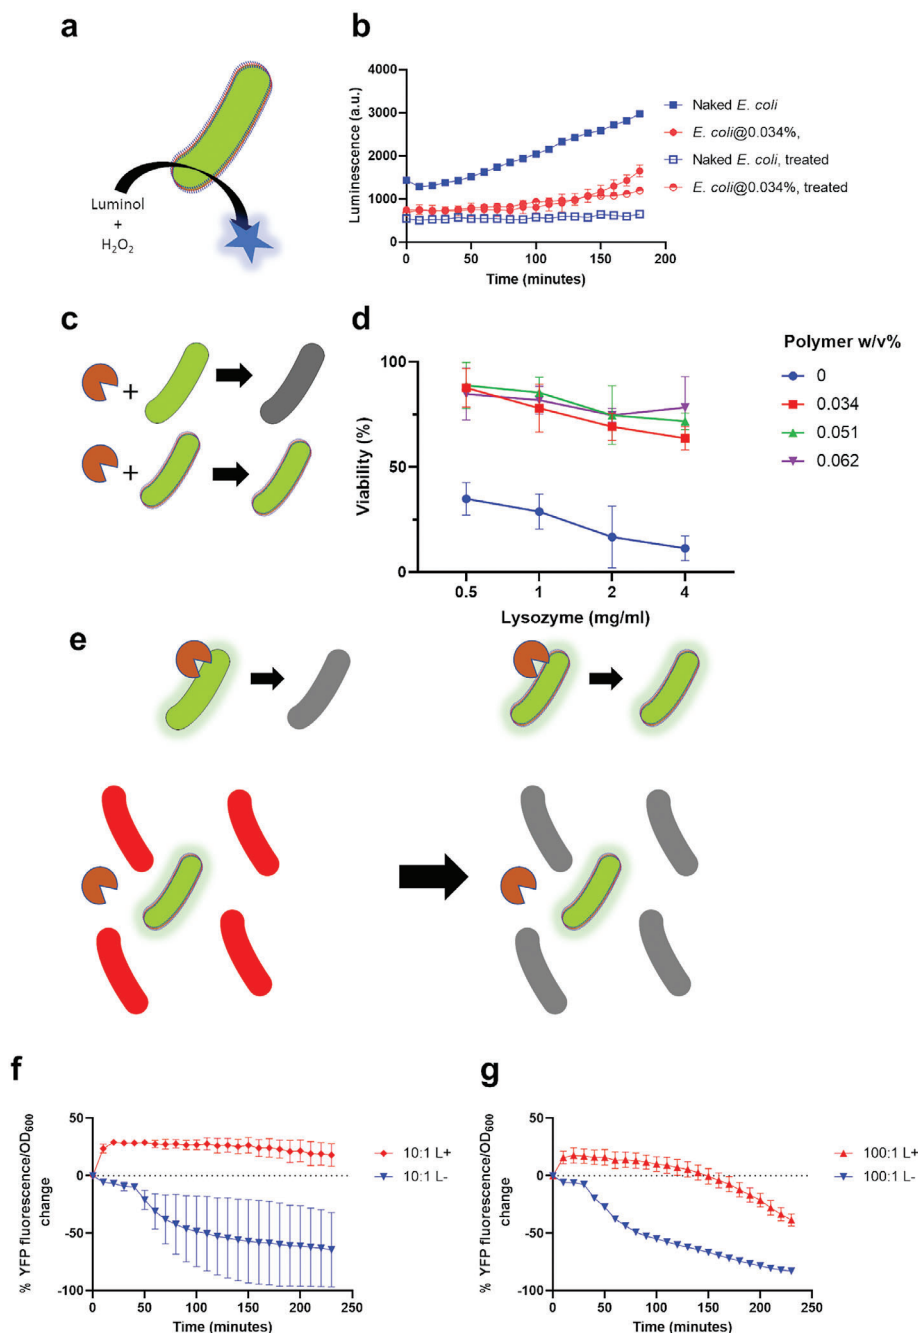 a
Luminol
+
H2O2
b
4000
3000
2000
1000
0
Luminescence (a.u.)
0 50 100 150 200
Time (minutes)
Naked E. coli
E. coli@0.034%,
Naked E. coli, treated
E. coli@0.034%, treated
c
+
+
d
100
50
0
Viability (%)
0.5 1 2 4
Lysozyme (mg/ml)
Polymer w/v%
0
0.034
0.051
0.062
e
f
50
0
-50
-100
% YFP fluorescence/OD600
change
0 50 100 150 200 250
Time (minutes)
10:1 L+
10:1 L-
g
50
0
-50
-100
% YFP fluorescence/OD600
change
0 50 100 150 200 250
Time (minutes)
100:1 L+
100:1 L-